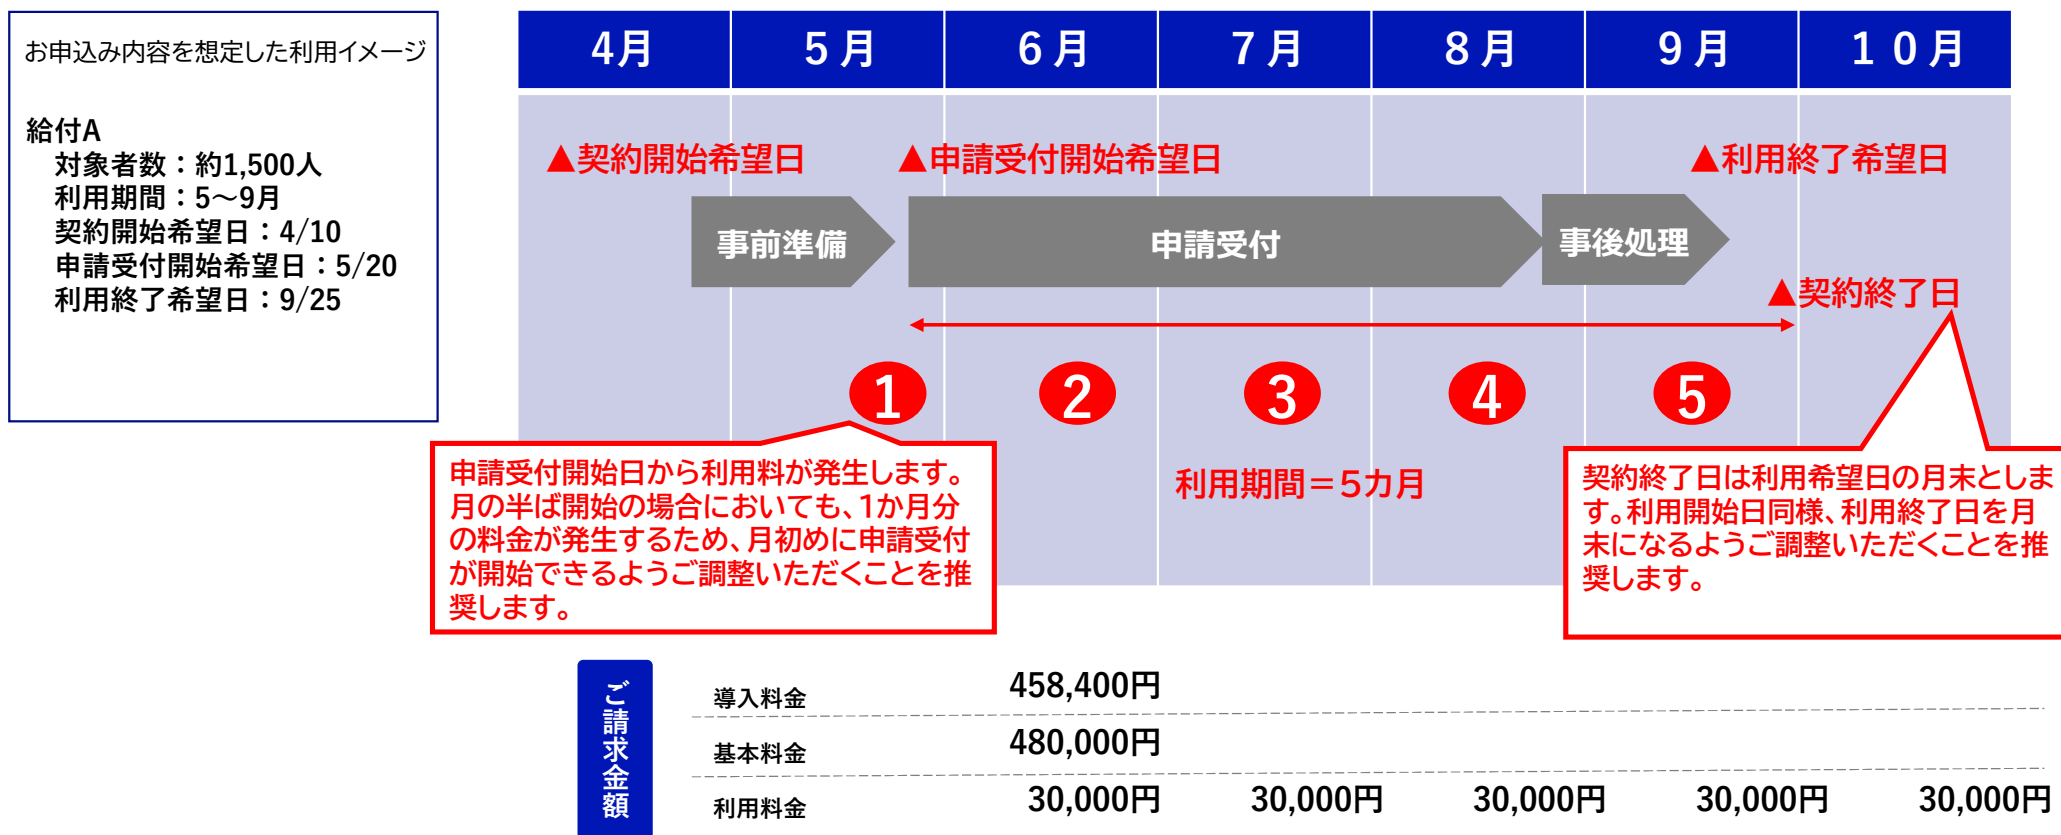 お申込み内容を想定した利用イメージ
給付A
対象者数：約1,500人
利用期間：5～9月
契約開始希望日：4/10
申請受付開始希望日：5/20
利用終了希望日：9/25
4月 5月 6月 7月 8月 9月 10月
▲契約開始希望日 ▲申請受付開始希望日 ▲利用終了希望日
事前準備 申請受付 事後処理
▲契約終了日
1 2 3 4 5
申請受付開始日から利用料が発生します。
月の半ば開始の場合においても、1か月分
の料金が発生するため、月初めに申請受付
が開始できるようご調整いただくことを推
奨します。
利用期間＝5カ月
契約終了日は利用希望日の月末としま
す。利用開始日同様、利用終了日を月
末になるようご調整いただくことを推
奨します。
ご請求金額
導入料金 458,400円
基本料金 480,000円
利用料金 30,000円 30,000円 30,000円 30,000円 30,000円